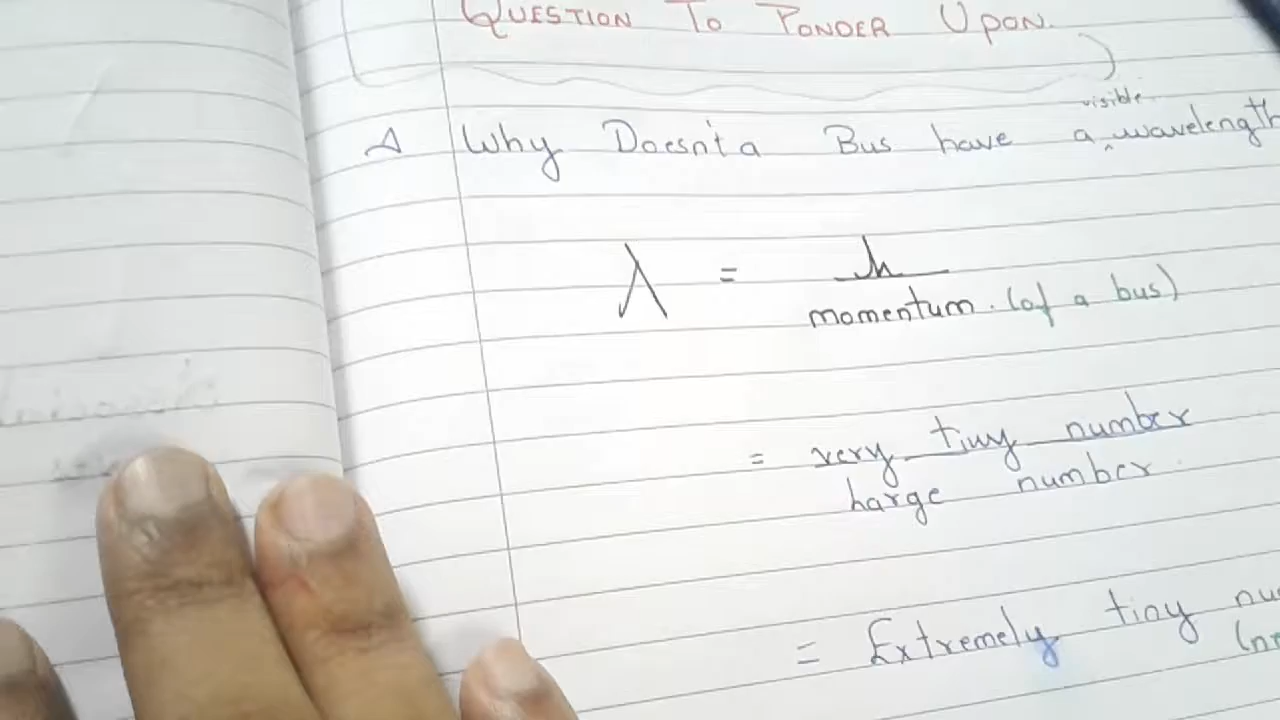 QUESTION TO PONDER UPON.
visible
Why Doesn't a Bus have a wavelength
λ = h
momentum. (of a bus)
= very tiny number
harge number
= Extremely tiny